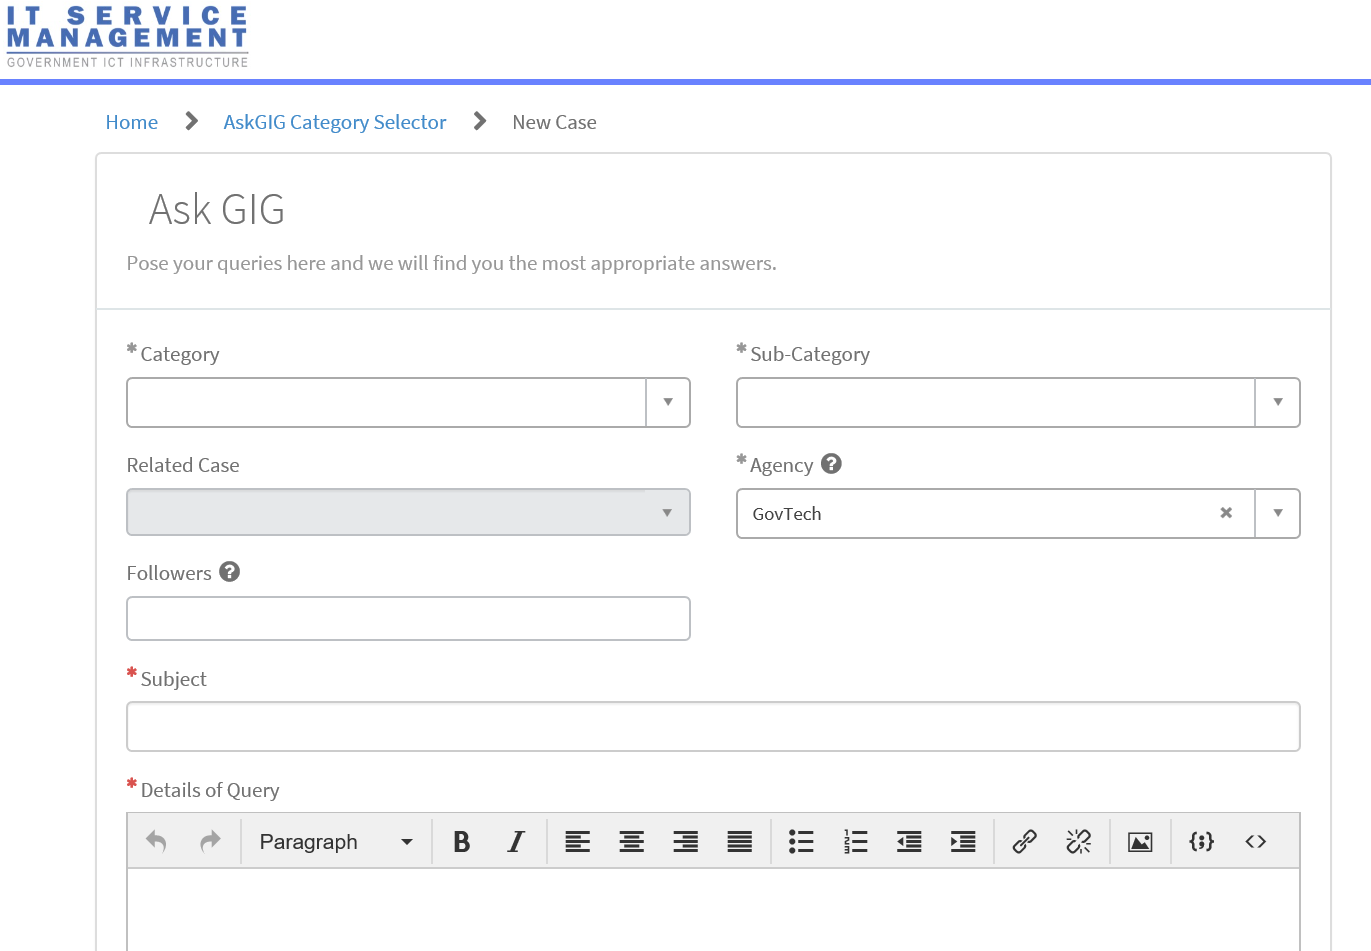 IT SERVICE
MANAGEMENT
GOVERNMENT ICT INFRASTRUCTURE
Home > AskGIG Category Selector > New Case
Ask GIG
Pose your queries here and we will find you the most appropriate answers.
* Category
* Sub-Category
Related Case
* Agency ?
GovTech ×
Followers ?
* Subject
* Details of Query
Paragraph B I {;} <>